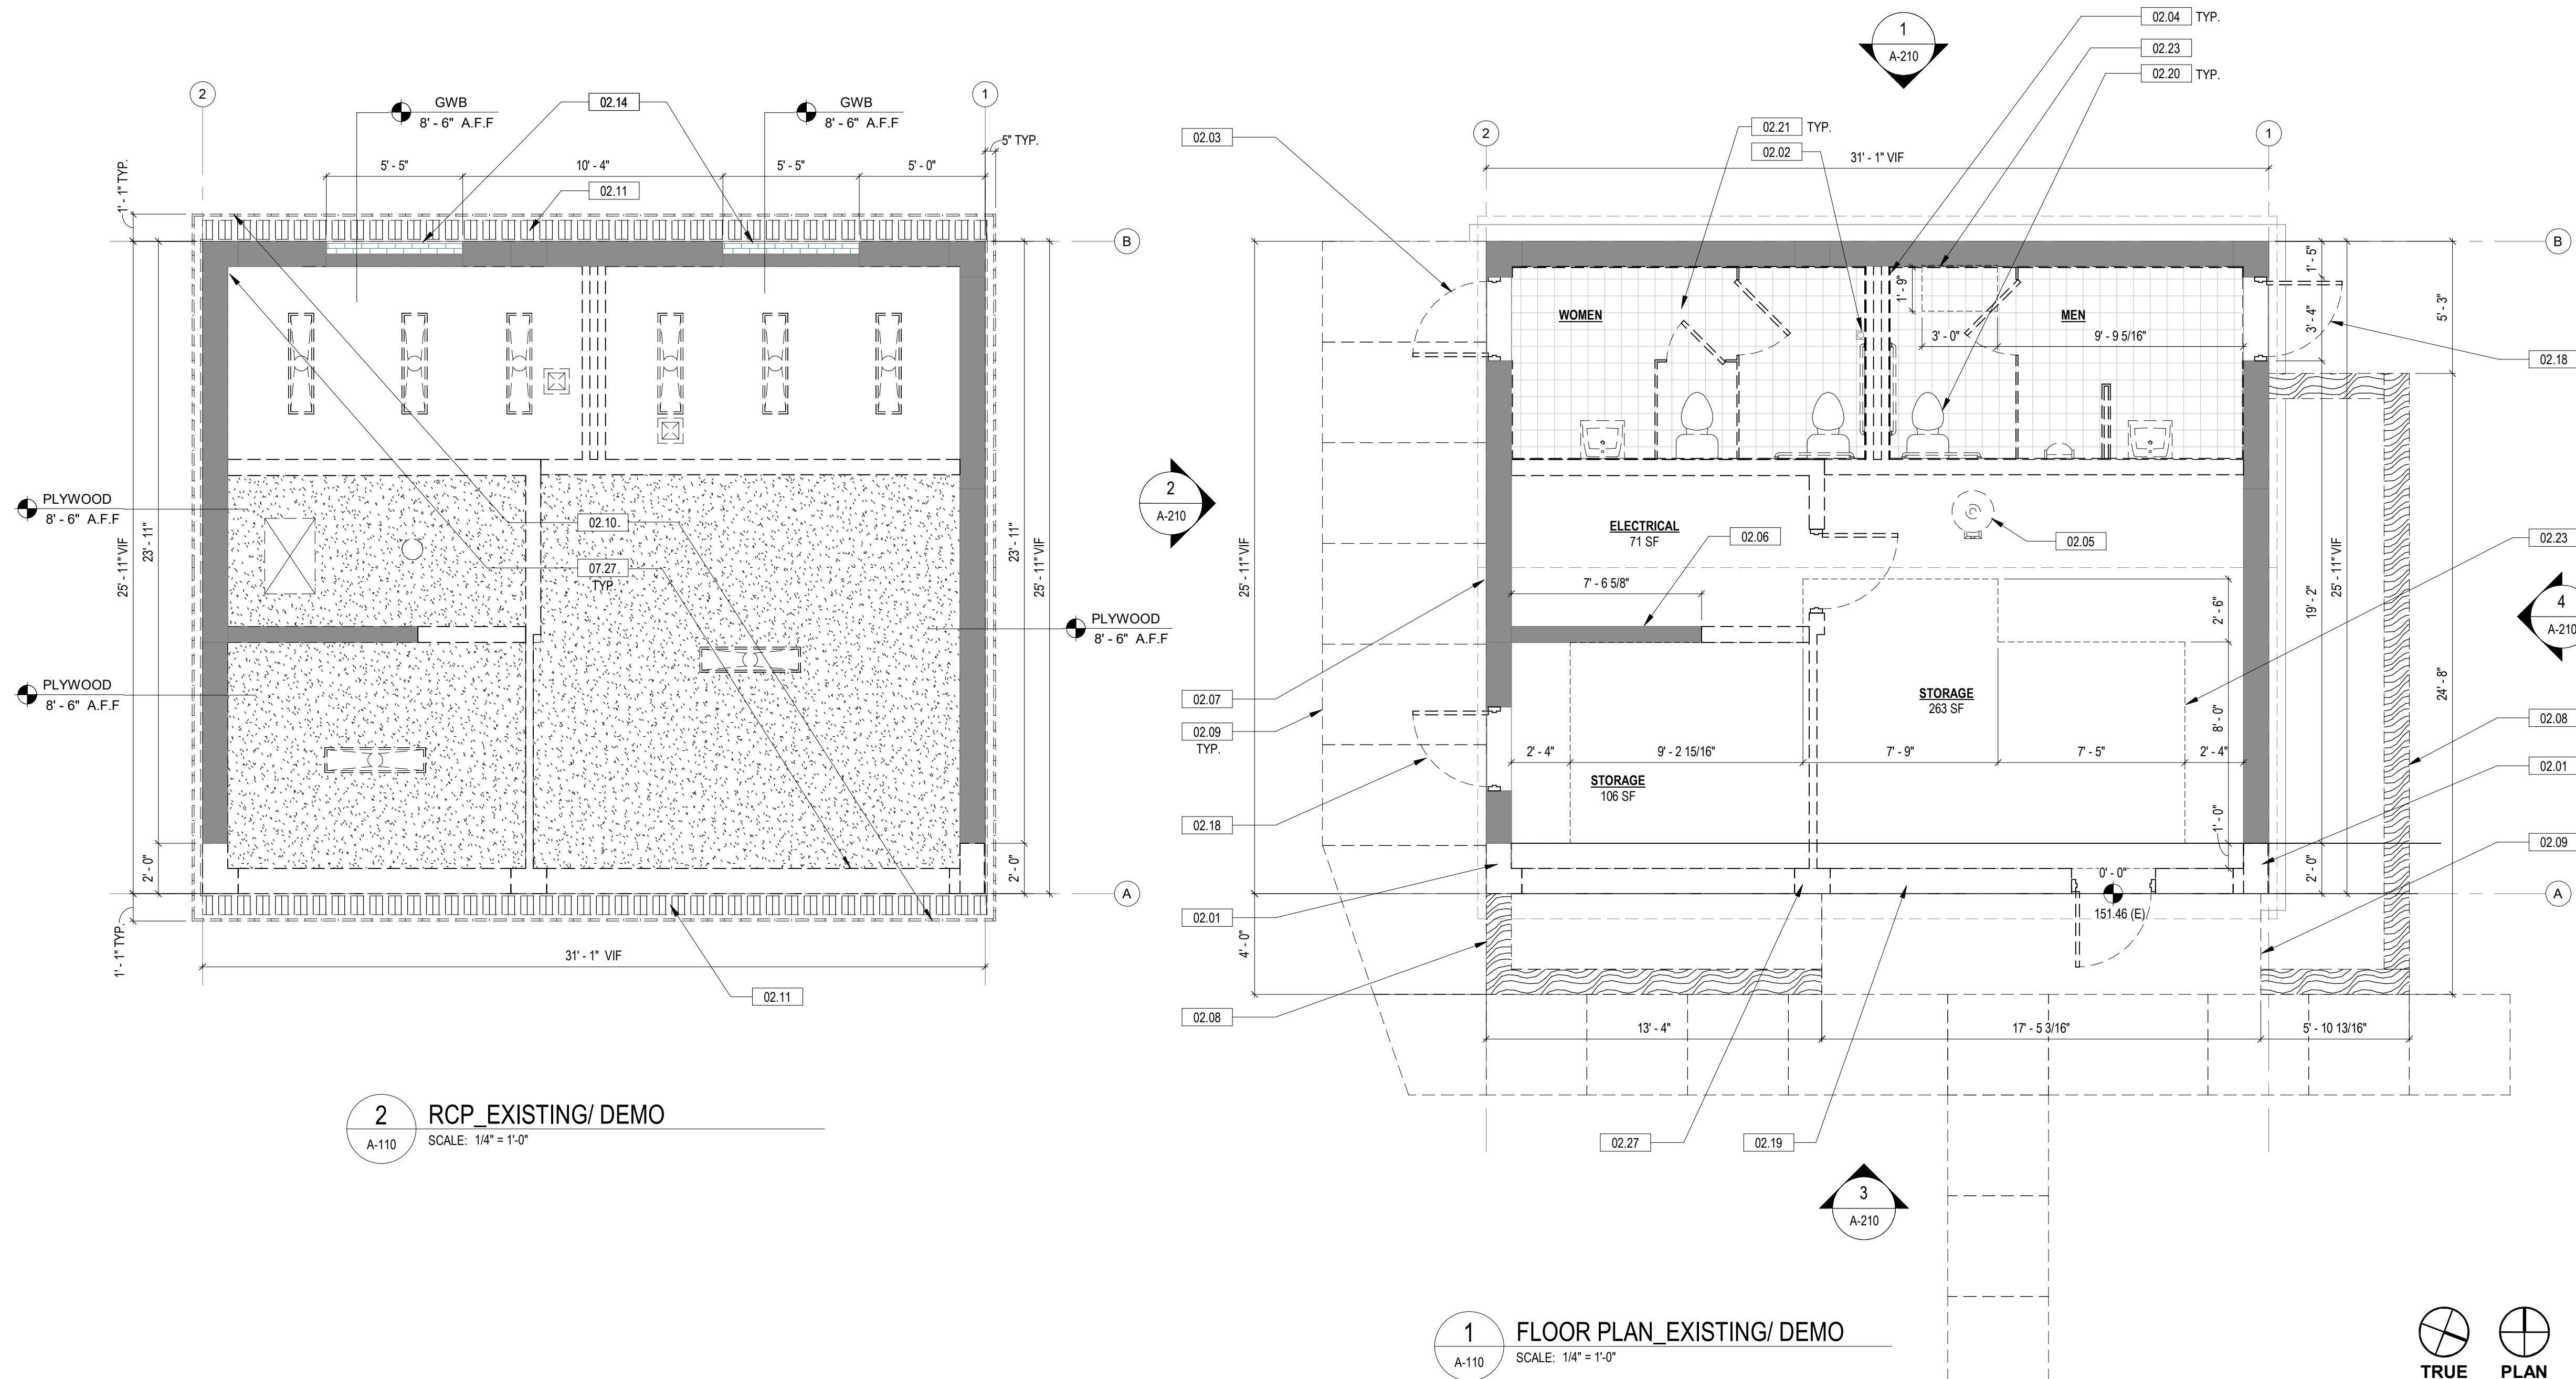 2
1
GWB
8' - 6" A.F.F
02.14
GWB
8' - 6" A.F.F
5" TYP.
1' - 1" TYP.
5' - 5"
10' - 4"
5' - 5"
5' - 0"
02.11
B
PLYWOOD
8' - 6" A.F.F
25' - 11" VIF
23' - 11"
02.10.
07.27.
TYP
23' - 11"
25' - 11" VIF
PLYWOOD
8' - 6" A.F.F
PLYWOOD
8' - 6" A.F.F
2' - 0"
2' - 0"
A
1' - 1" TYP.
31' - 1" VIF
02.11
2
A-110
RCP_EXISTING/ DEMO
SCALE: 1/4" = 1'-0"
1
A-210
02.04 TYP.
02.23
02.20 TYP.
02.03
2
02.21 TYP.
02.02
31' - 1" VIF
1
B
WOMEN
1' - 9"
MEN
3' - 0"
9' - 9 5/16"
1' - 5"
3' - 4"
5' - 3"
02.18
2
A-210
ELECTRICAL
71 SF
02.06
02.05
02.23
25' - 11" VIF
7' - 6 5/8"
2' - 6"
19' - 2"
25' - 11" VIF
4
A-210
02.07
02.09
TYP.
STORAGE
263 SF
24' - 8"
8' - 0"
02.08
2' - 4"
9' - 2 15/16"
7' - 9"
7' - 5"
2' - 4"
02.01
STORAGE
106 SF
02.18
1' - 0"
02.09
0' - 0"
151.46 (E)
2' - 0"
A
02.01
4' - 0"
02.08
13' - 4"
17' - 5 3/16"
5' - 10 13/16"
02.27
02.19
3
A-210
1
A-110
FLOOR PLAN_EXISTING/ DEMO
SCALE: 1/4" = 1'-0"
TRUE
PLAN